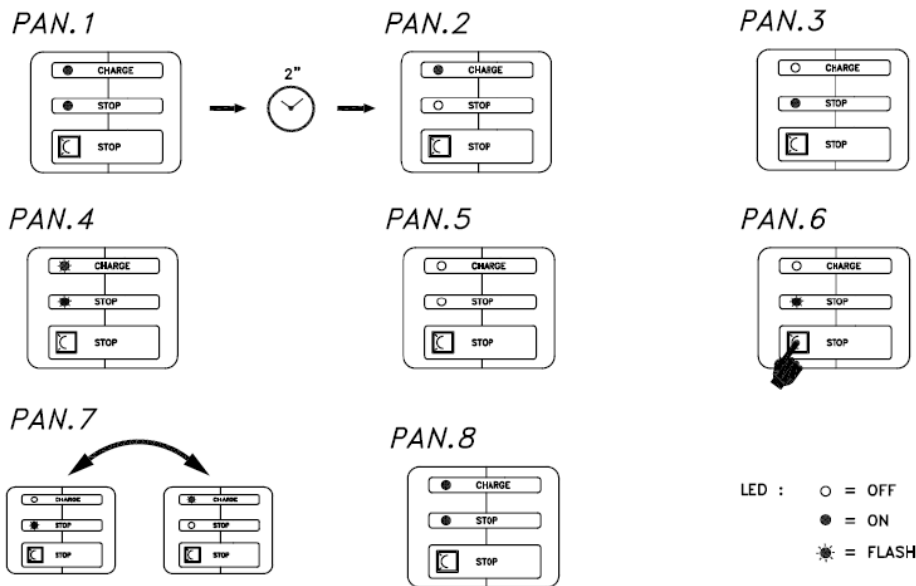 PAN.1
CHARGE
STOP
STOP
2"
PAN.2
CHARGE
STOP
STOP
PAN.3
CHARGE
STOP
STOP
PAN.4
CHARGE
STOP
STOP
PAN.5
CHARGE
STOP
STOP
PAN.6
CHARGE
STOP
STOP
PAN.7
CHARGE
STOP
STOP
CHARGE
STOP
STOP
PAN.8
CHARGE
STOP
STOP
LED : = OFF
= ON
= FLASH